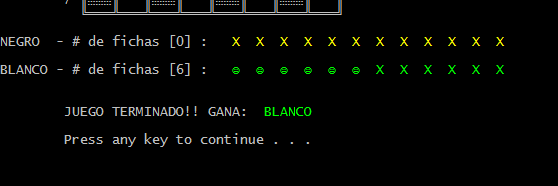 NEGRO - # de fichas [0] : X X X X X X X X X X X X
BLANCO - # de fichas [6] : ☺ ☺ ☺ ☺ ☺ ☺ X X X X X X
JUEGO TERMINADO!! GANA: BLANCO
Press any key to continue . . .